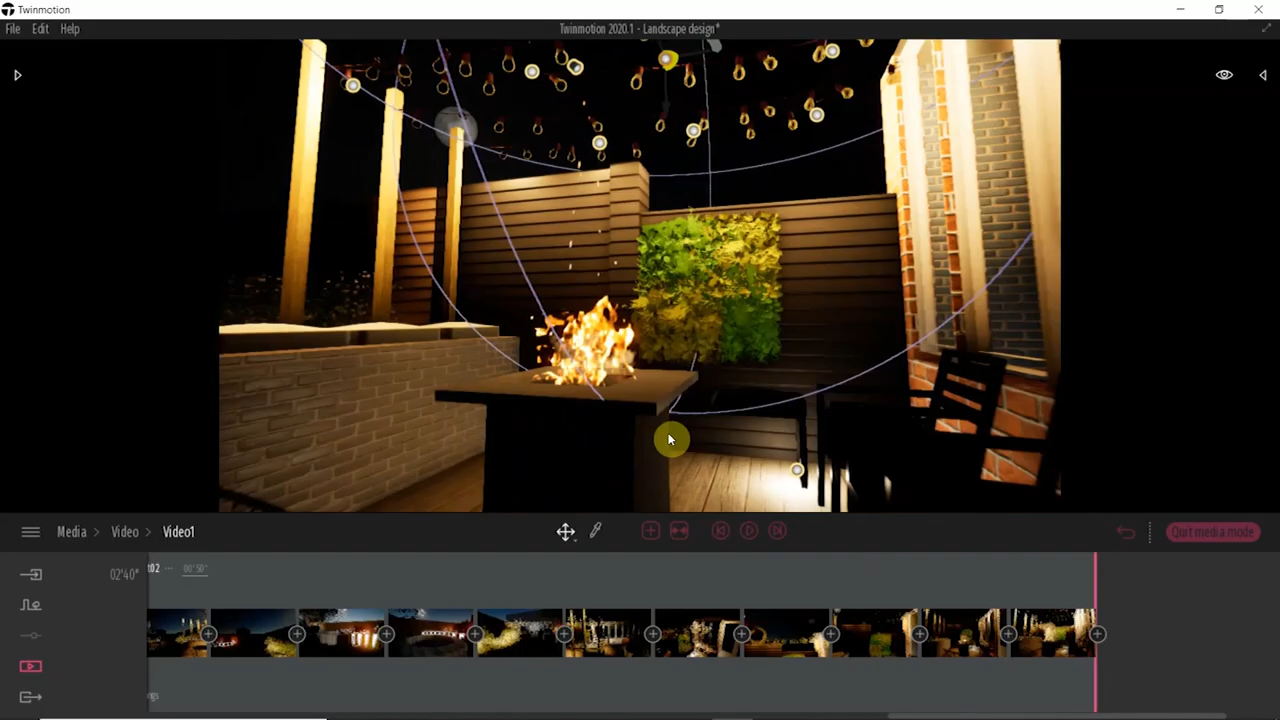 Twinmotion
File Edit Help
Twinmotion 2020.1 - Landscape design*
Media > Video > Video1
Quit media mode
02'40"
:02 ··· 00'50"